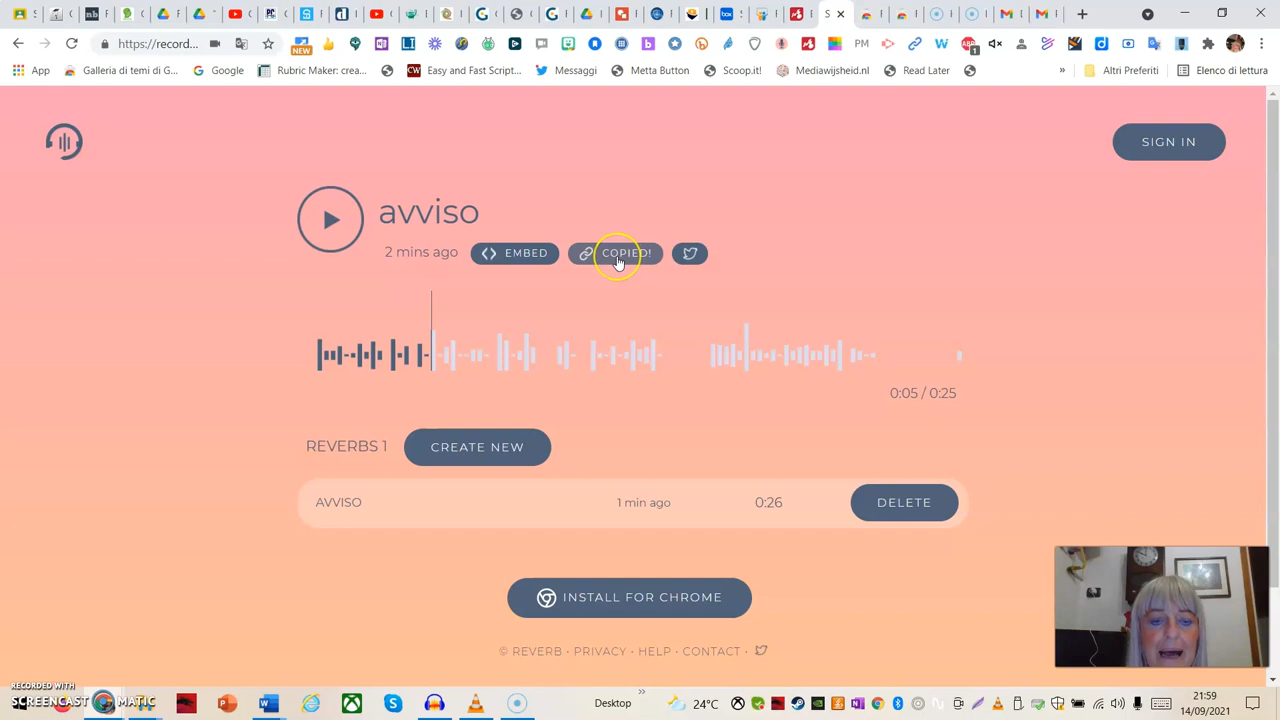 https://record...
NEW
PM
1
App
Galleria di temi di G...
Google
Rubric Maker: crea...
Easy and Fast Script...
Messaggi
Metta Button
Scoop.it!
Mediawijsheid.nl
Read Later
»
Altri Preferiti
Elenco di lettura
SIGN IN
avviso
2 mins ago
EMBED
COPIED!
0:05 / 0:25
REVERBS 1
CREATE NEW
AVVISO
1 min ago
0:26
DELETE
INSTALL FOR CHROME
© REVERB · PRIVACY · HELP · CONTACT ·
RECORDED WITH
SCREENCAST MATIC
Desktop
24°C
21:59
14/09/2021